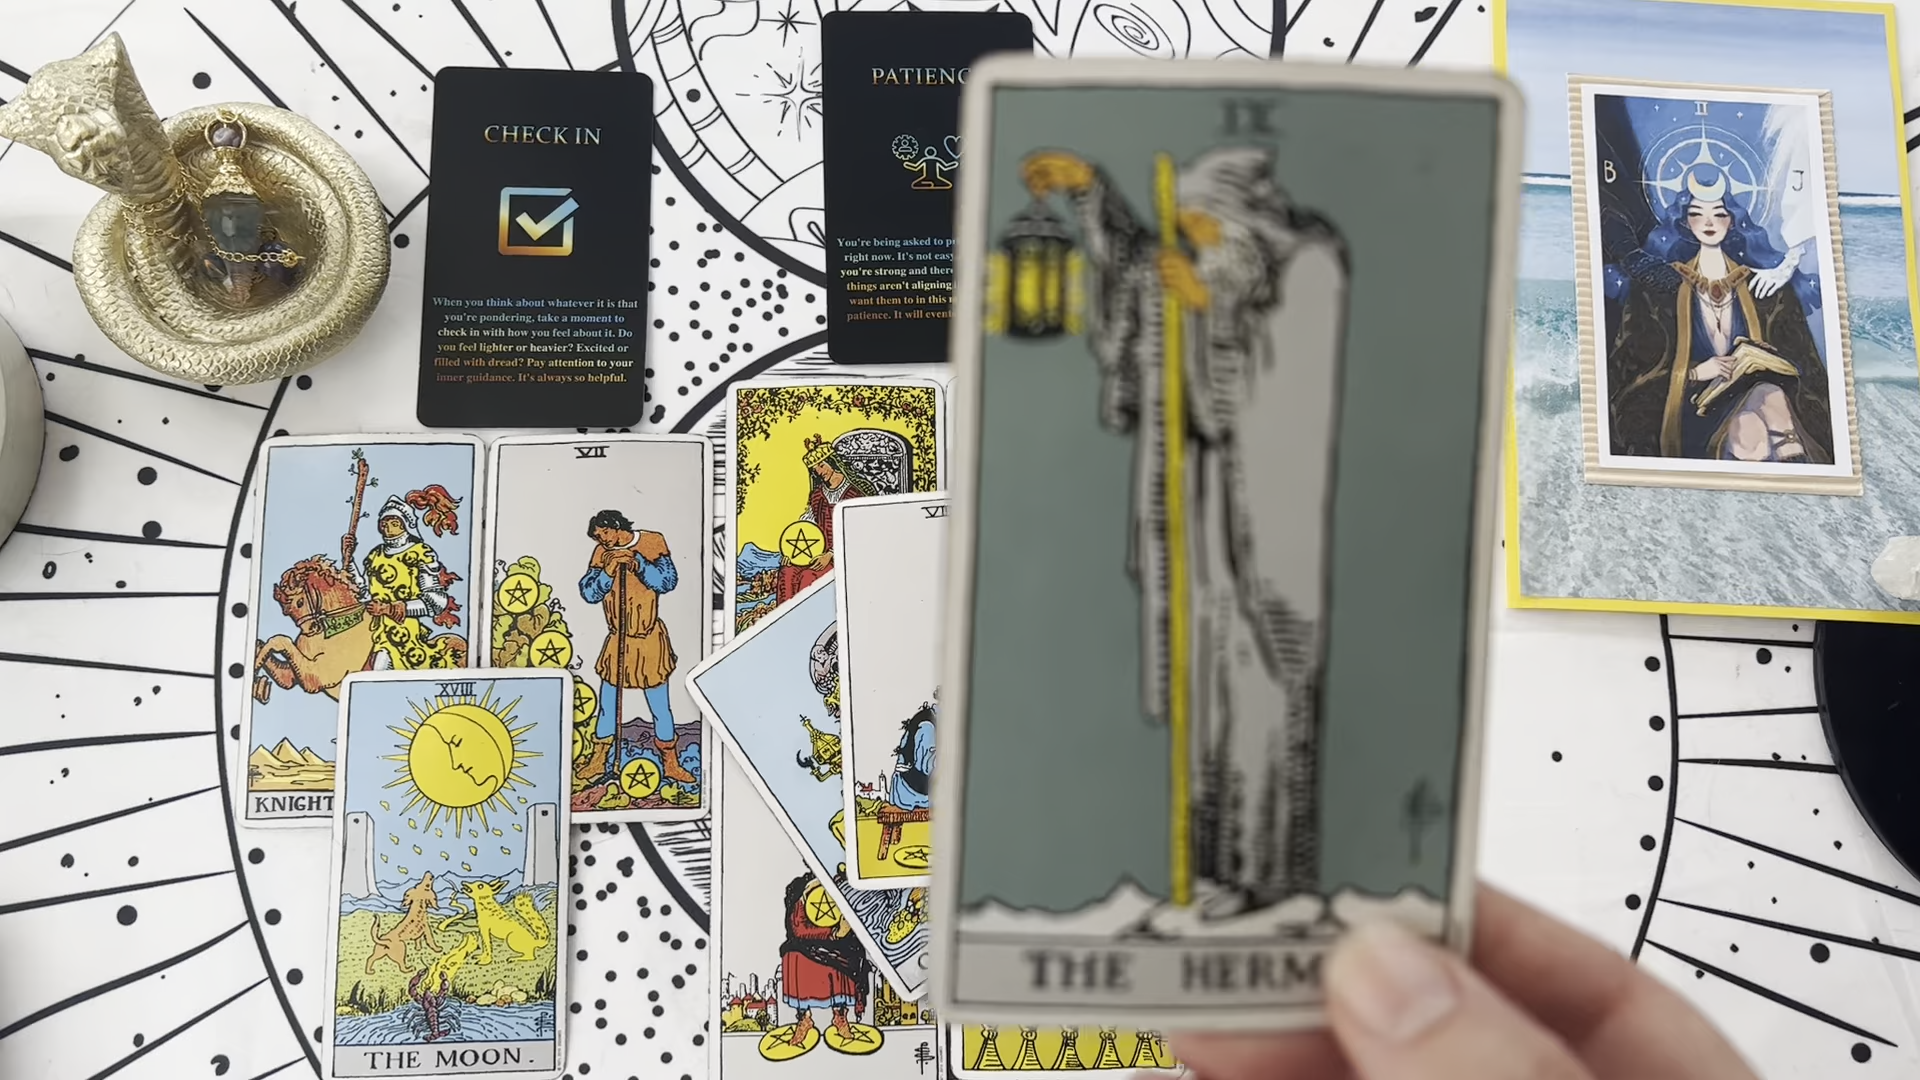 CHECK IN
When you think about whatever it is that
you're pondering, take a moment to
check in with how you feel about it. Do
you feel lighter or heavier? Excited or
filled with dread? Pay attention to your
inner guidance. It's always so helpful.
PATIENC
You're being asked to
right now. It's not easy
you're strong and there
things aren't aligning
want them to in this
patience. It will
IX
THE HERM
II
B
J
VII
KNIGHT
XVIII
THE MOON.